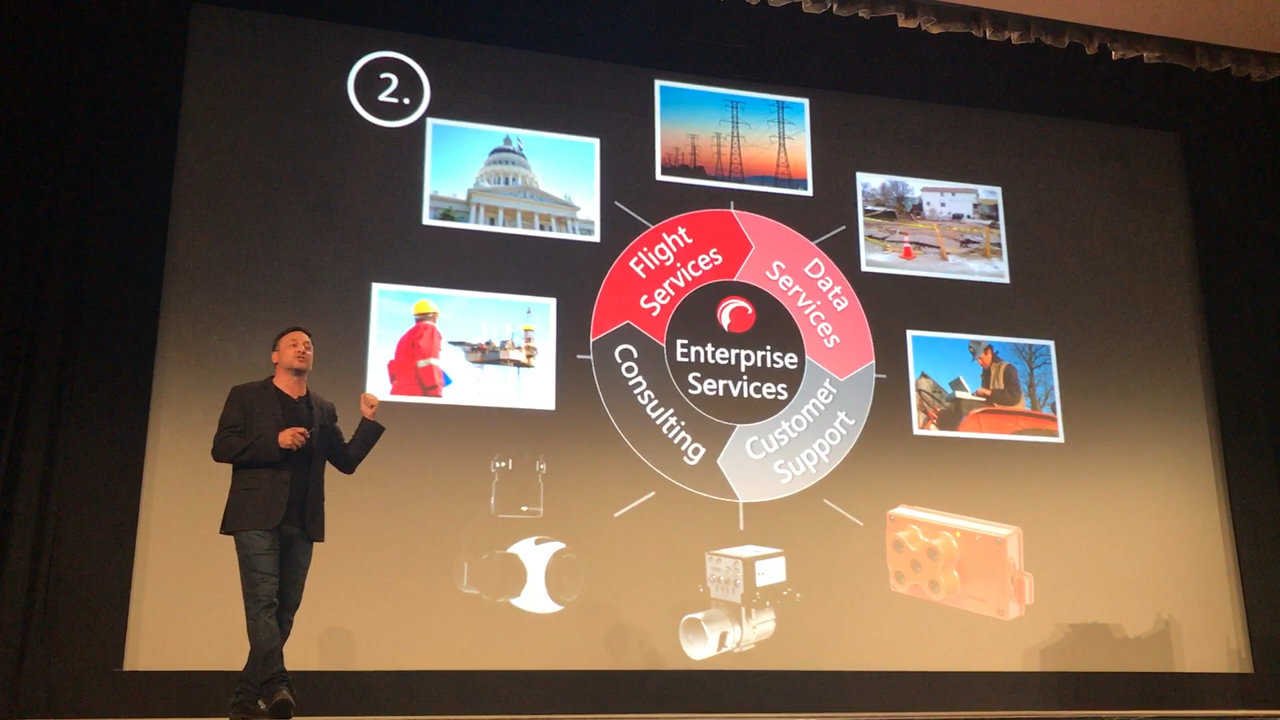 2.
Flight
Services
Data
Services
Enterprise
Services
Consulting
Customer
Support